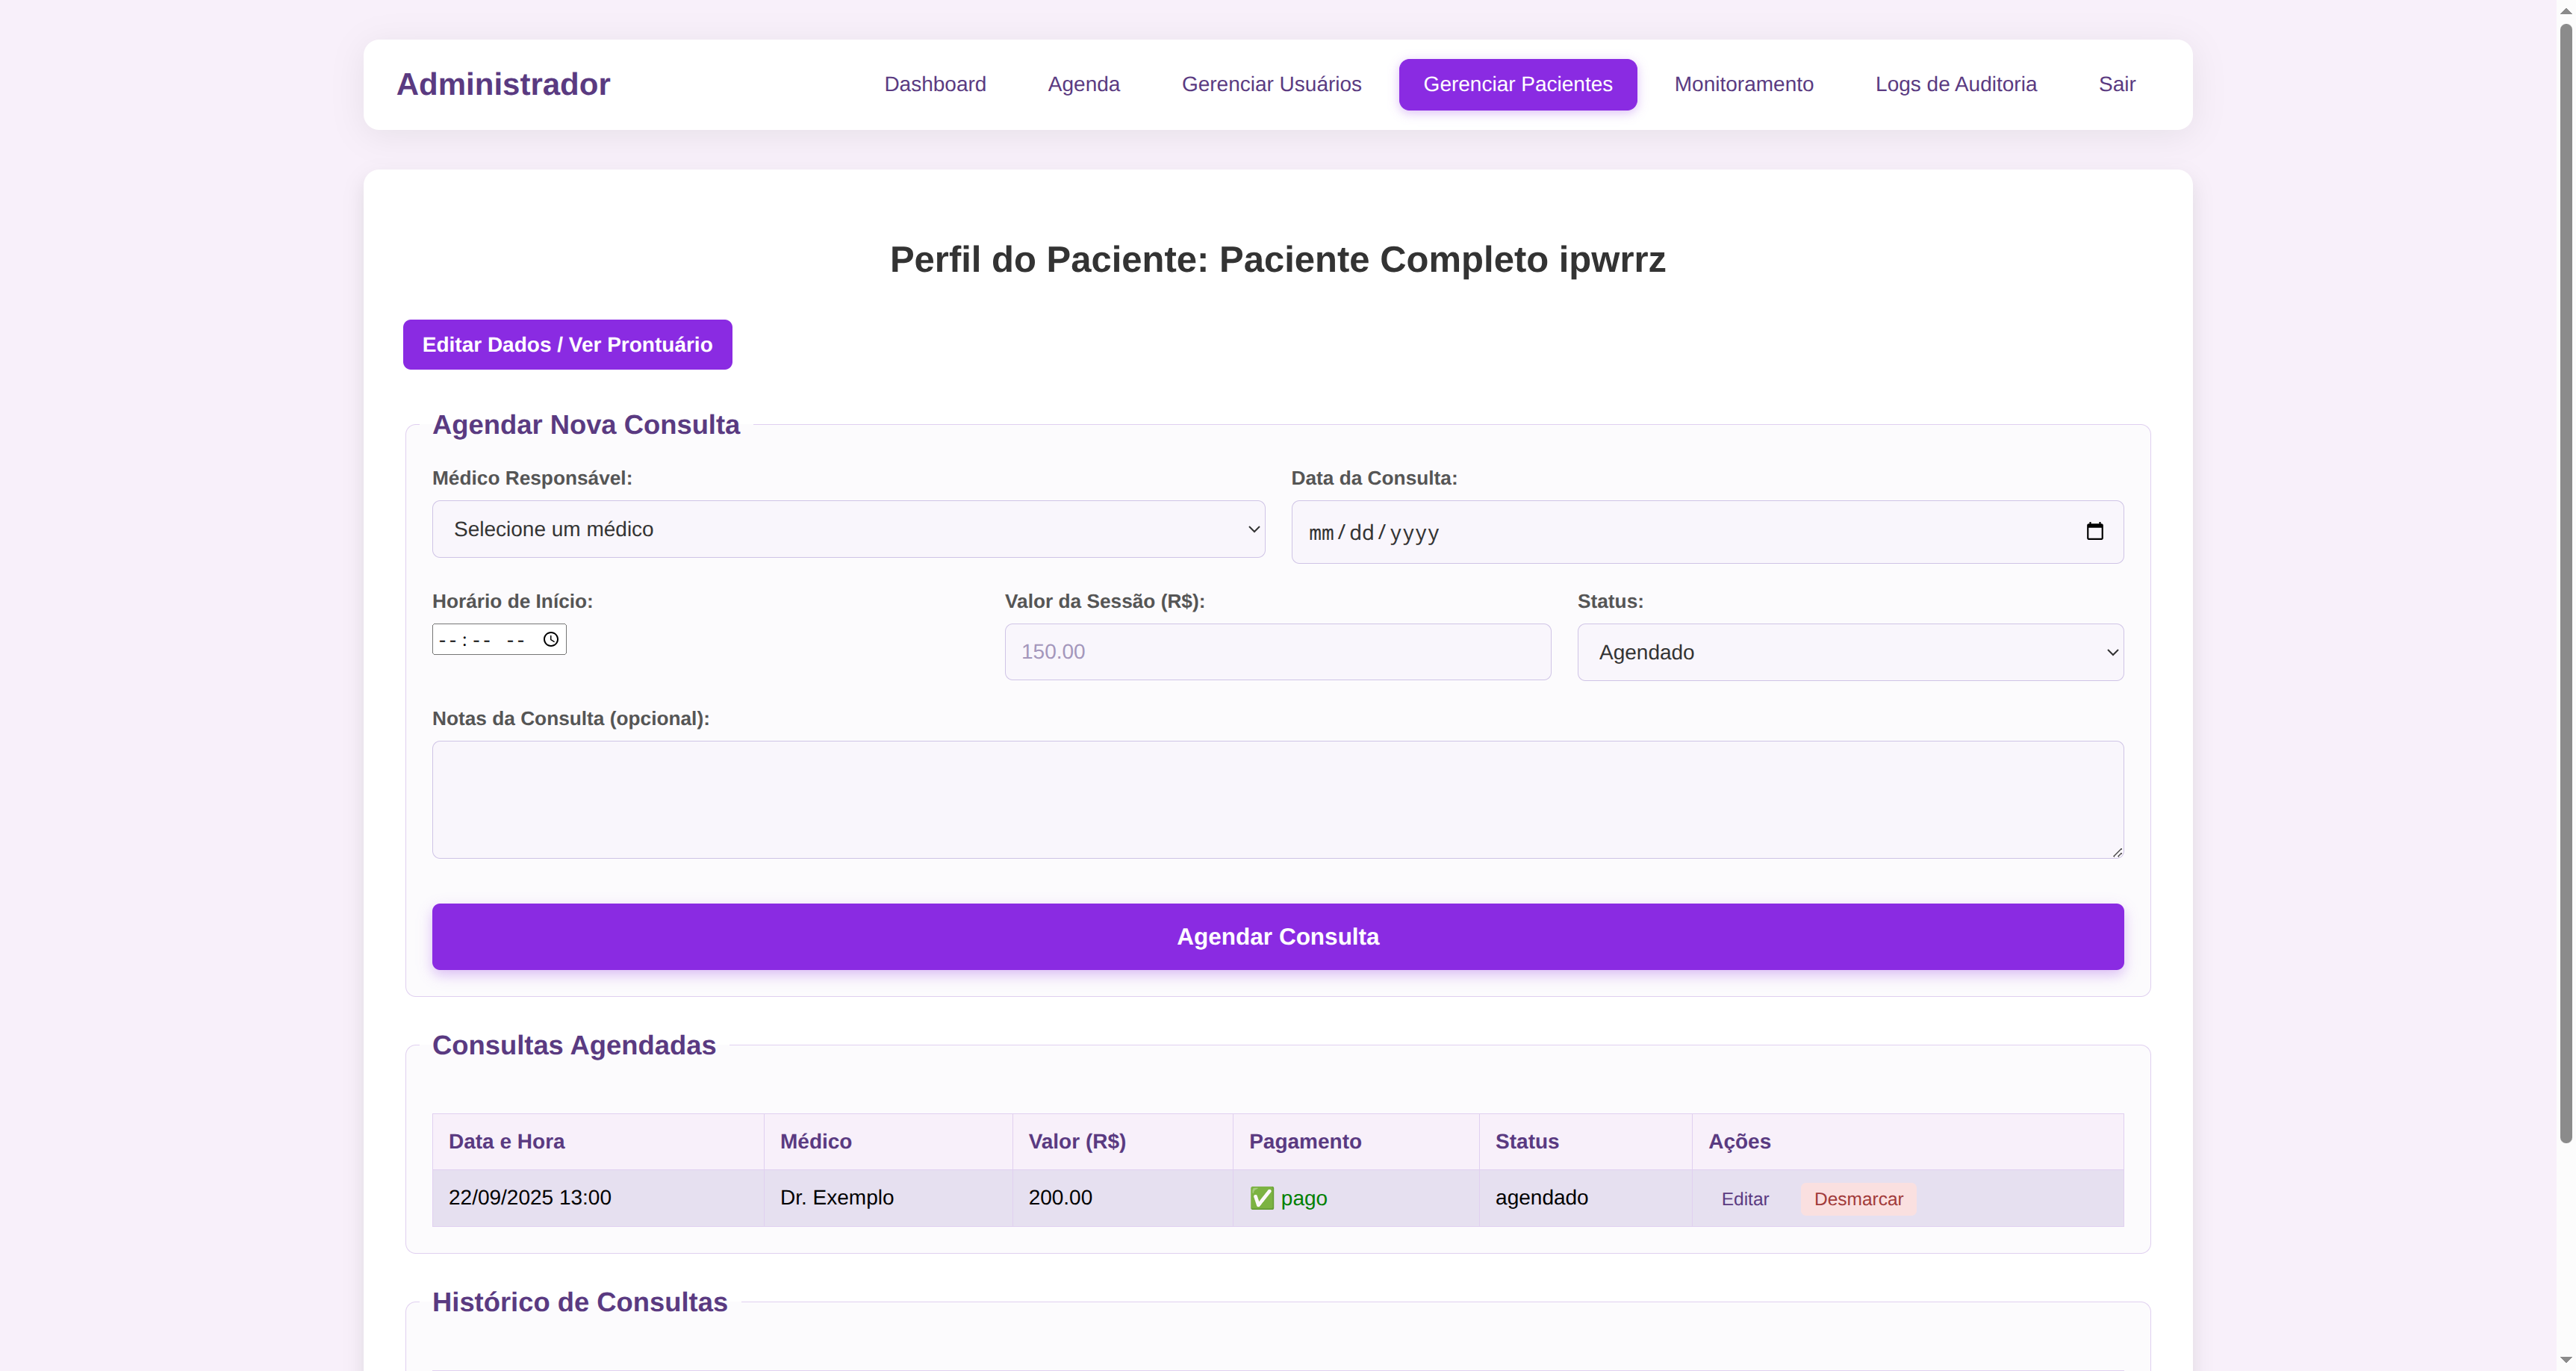 Administrador Dashboard Agenda Gerenciar Usuários Gerenciar Pacientes Monitoramento Logs de Auditoria Sair
Perfil do Paciente: Paciente Completo ipwrrz
Editar Dados / Ver Prontuário
Agendar Nova Consulta
Médico Responsável: Data da Consulta:
Selecione um médico mm/dd/yyyy
Horário de Início: Valor da Sessão (R$): Status:
--:-- -- 150.00 Agendado
Notas da Consulta (opcional):
Agendar Consulta
Consultas Agendadas
Data e Hora Médico Valor (R$) Pagamento Status Ações
22/09/2025 13:00 Dr. Exemplo 200.00 ✅ pago agendado Editar Desmarcar
Histórico de Consultas